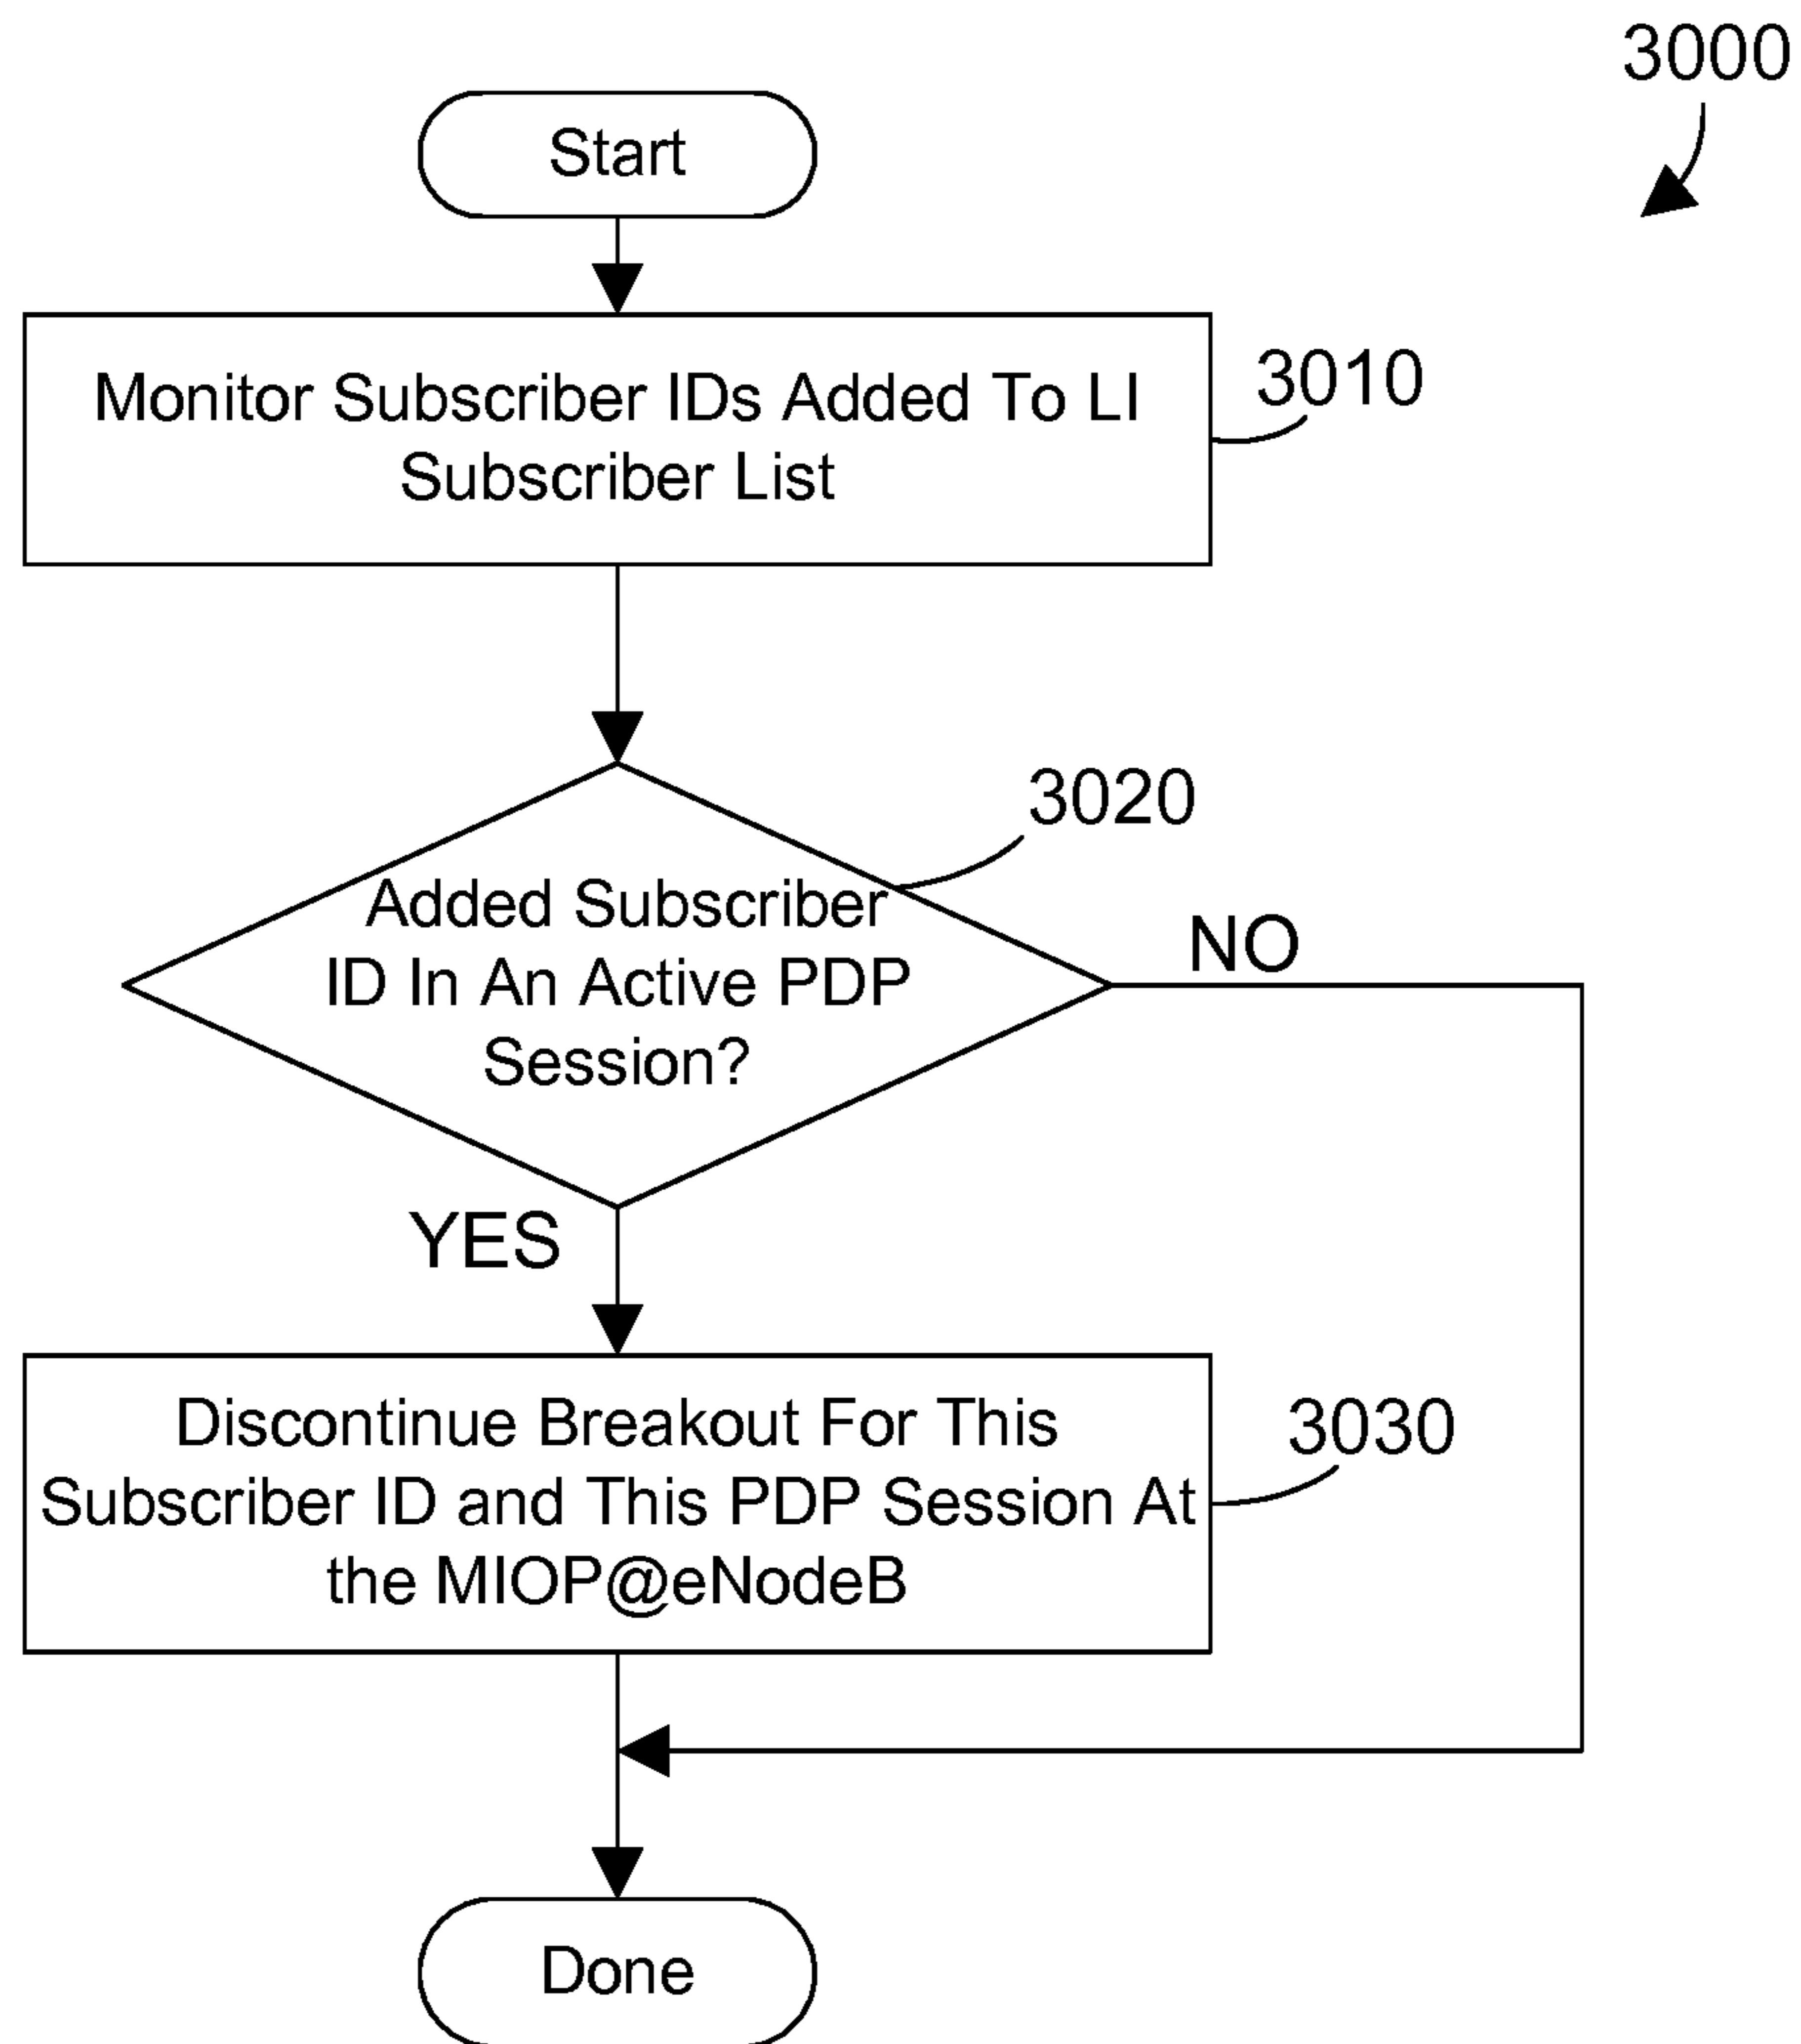 3000
Start
Monitor Subscriber IDs Added To LI
Subscriber List
3010
3020
Added Subscriber
ID In An Active PDP
Session?
NO
YES
Discontinue Breakout For This
Subscriber ID and This PDP Session At
the MIOP@eNodeB
3030
Done